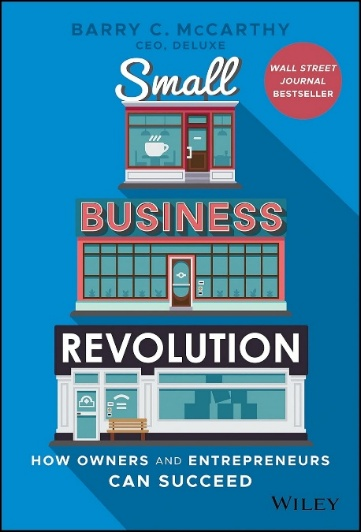 BARRY C. McCARTHY
CEO, DELUXE
Small
WALL STREET
JOURNAL
BESTSELLER
BUSINESS
REVOLUTION
HOW OWNERS AND ENTREPRENEURS
CAN SUCCEED
WILEY